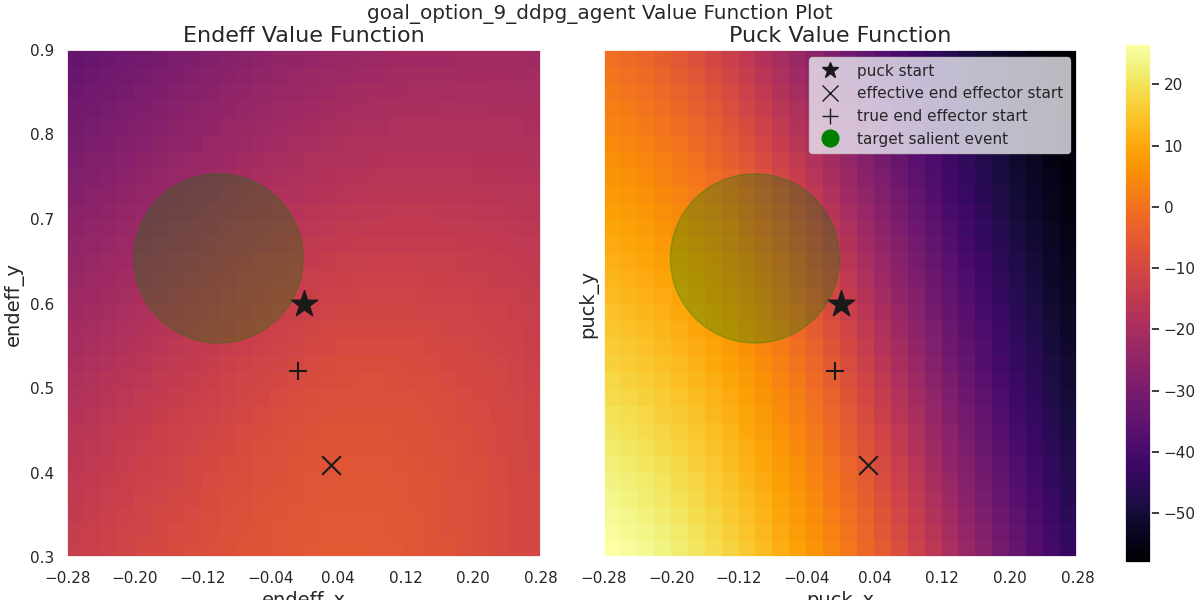 goal_option_9_ddpg_agent Value Function Plot
Endeff Value Function
Puck Value Function
endeff_y
0.9
0.8
0.7
0.6
0.5
0.4
0.3
−0.28 −0.20 −0.12 −0.04 0.04 0.12 0.20 0.28
endeff_x
puck_y
puck start
effective end effector start
true end effector start
target salient event
−0.28 −0.20 −0.12 −0.04 0.04 0.12 0.20 0.28
puck_x
20
10
0
−10
−20
−30
−40
−50